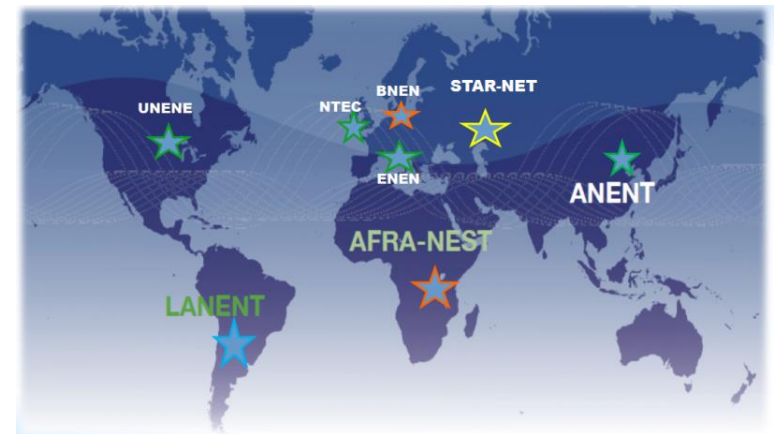 BNEN
STAR-NET
UNENE
NTEC
ENEN
ANENT
AFRA-NEST
LANENT